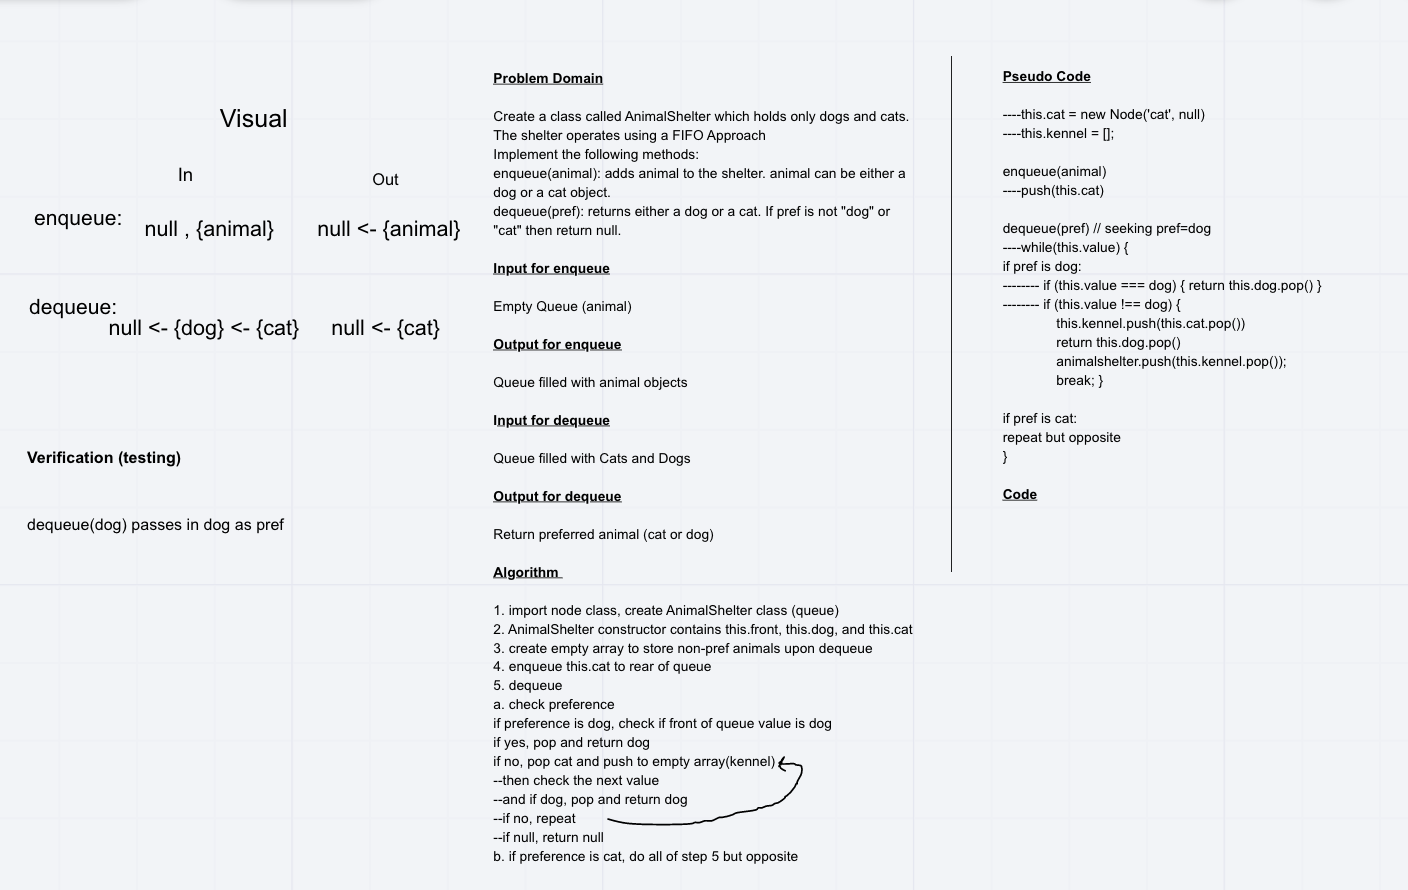 Visual
In
Out
enqueue:
null , {animal}
null <- {animal}
dequeue:
null <- {dog} <- {cat}
null <- {cat}
Verification (testing)
dequeue(dog) passes in dog as pref
Problem Domain
Create a class called AnimalShelter which holds only dogs and cats.
The shelter operates using a FIFO Approach
Implement the following methods:
enqueue(animal): adds animal to the shelter. animal can be either a
dog or a cat object.
dequeue(pref): returns either a dog or a cat. If pref is not "dog" or
"cat" then return null.
Input for enqueue
Empty Queue (animal)
Output for enqueue
Queue filled with animal objects
Input for dequeue
Queue filled with Cats and Dogs
Output for dequeue
Return preferred animal (cat or dog)
Algorithm
1. import node class, create AnimalShelter class (queue)
2. AnimalShelter constructor contains this.front, this.dog, and this.cat
3. create empty array to store non-pref animals upon dequeue
4. enqueue this.cat to rear of queue
5. dequeue
a. check preference
if preference is dog, check if front of queue value is dog
if yes, pop and return dog
if no, pop cat and push to empty array(kennel)
--then check the next value
--and if dog, pop and return dog
--if no, repeat
--if null, return null
b. if preference is cat, do all of step 5 but opposite
Pseudo Code
----this.cat = new Node('cat', null)
----this.kennel = [];
enqueue(animal)
----push(this.cat)
dequeue(pref) // seeking pref=dog
----while(this.value) {
if pref is dog:
-------- if (this.value === dog) { return this.dog.pop() }
-------- if (this.value !== dog) {
this.kennel.push(this.cat.pop())
return this.dog.pop()
animalshelter.push(this.kennel.pop());
break; }
if pref is cat:
repeat but opposite
}
Code